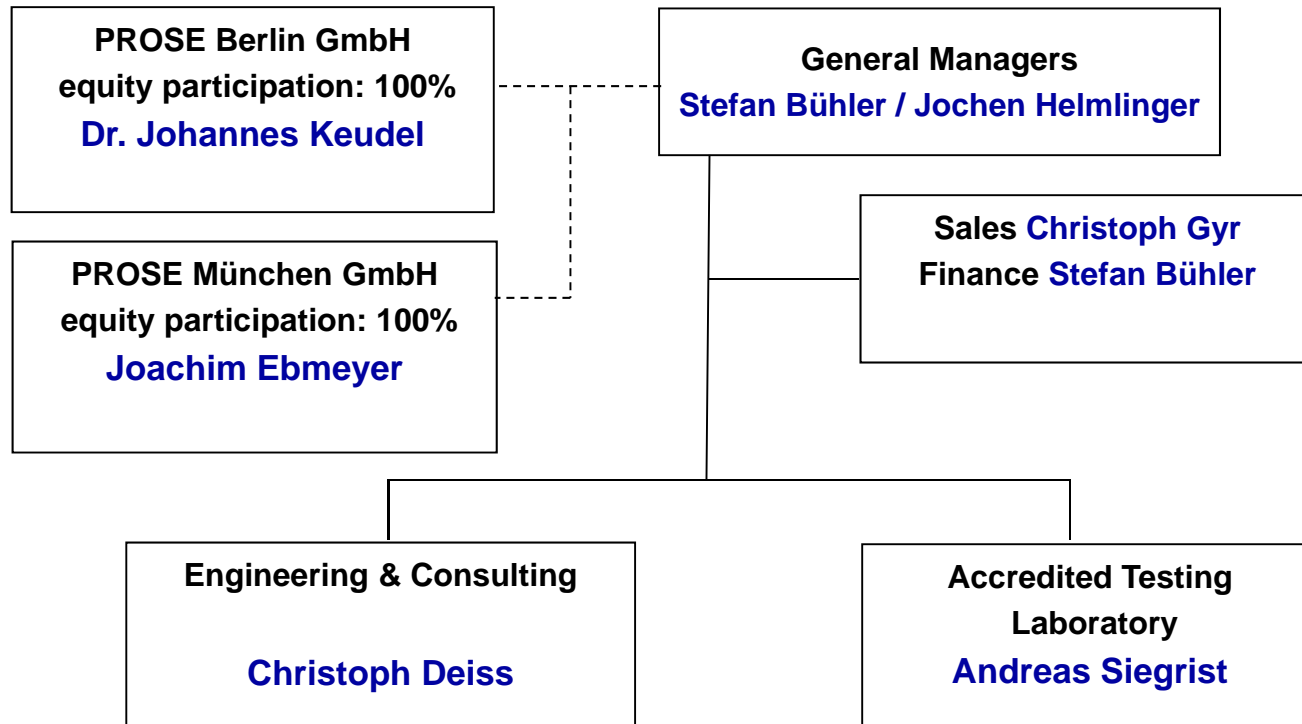 PROSE Berlin GmbH
equity participation: 100%
Dr. Johannes Keudel
General Managers
Stefan Bühler / Jochen Helmlinger
Sales Christoph Gyr
Finance Stefan Bühler
PROSE München GmbH
equity participation: 100%
Joachim Ebmeyer
Engineering & Consulting
Christoph Deiss
Accredited Testing
Laboratory
Andreas Siegrist